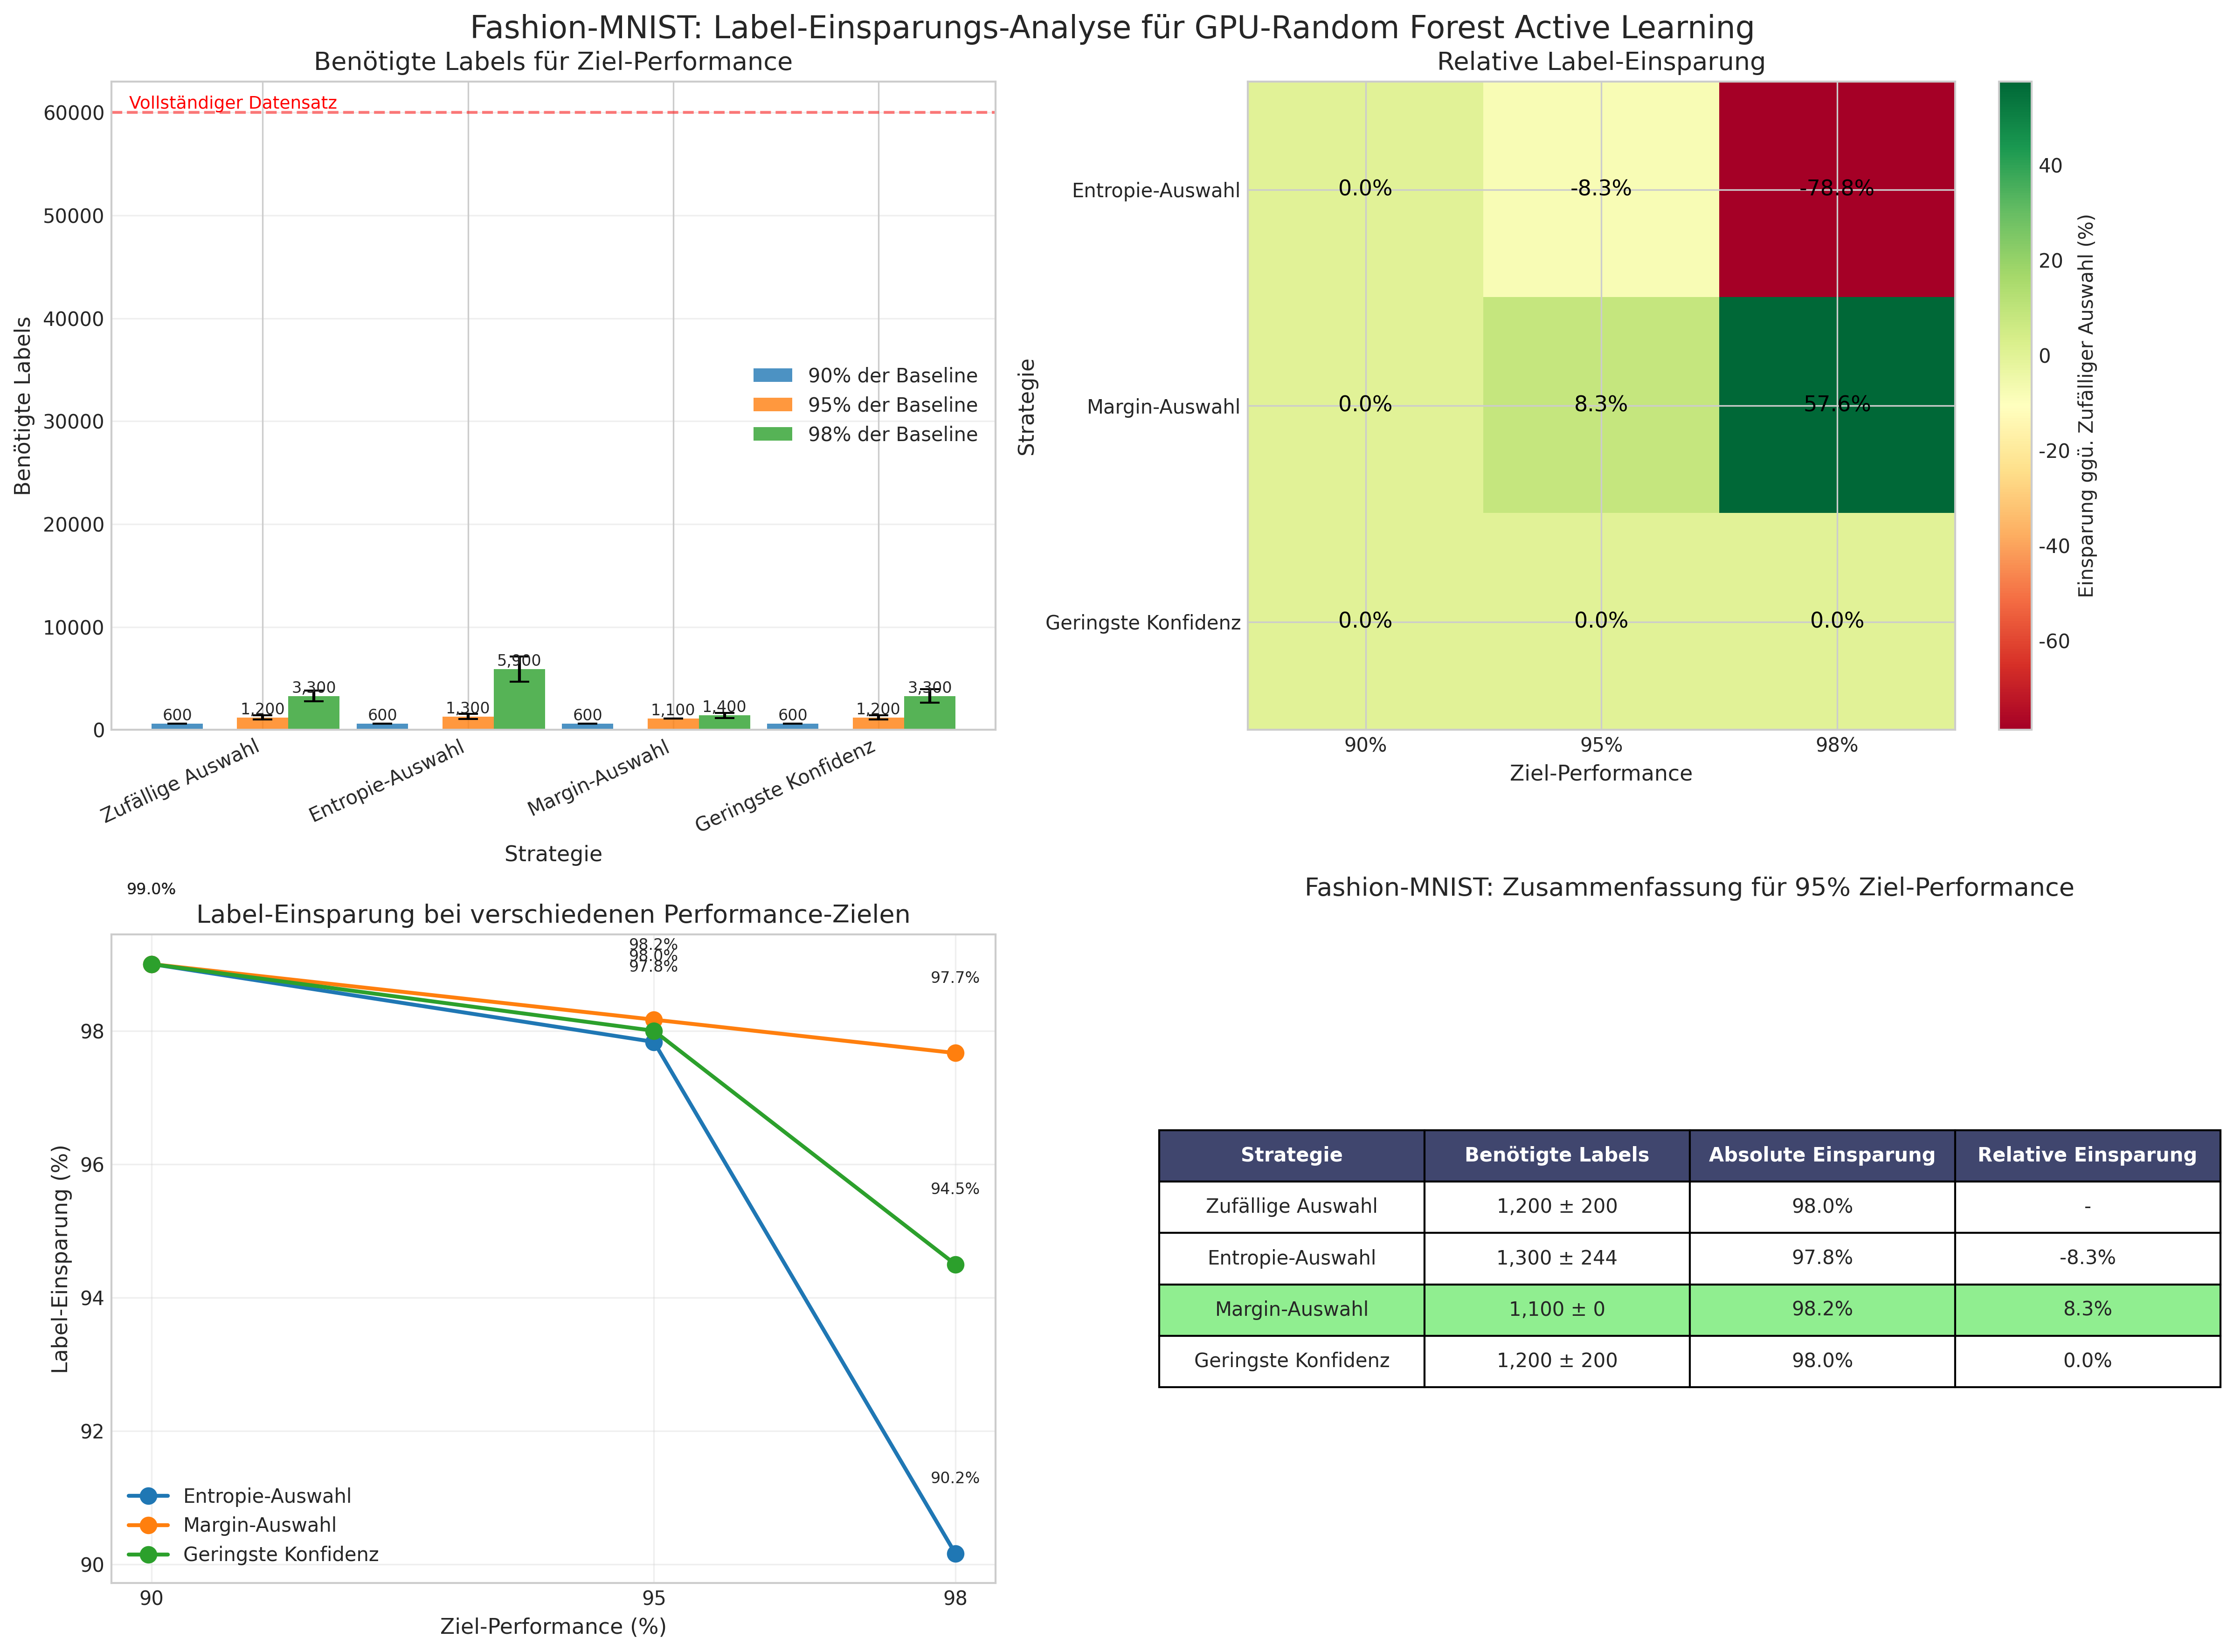 Fashion-MNIST: Label-Einsparungs-Analyse für GPU-Random Forest Active Learning
Benötigte Labels für Ziel-Performance
Vollständiger Datensatz
60000
50000
40000
30000
20000
10000
0
Benötigte Labels
90% der Baseline
95% der Baseline
98% der Baseline
600
1,200
3,300
600
1,300
5,900
600
1,100
1,400
600
1,200
3,300
Zufällige Auswahl
Entropie-Auswahl
Margin-Auswahl
Geringste Konfidenz
Strategie
Relative Label-Einsparung
Strategie
Entropie-Auswahl
0.0%
-8.3%
-78.8%
Margin-Auswahl
0.0%
8.3%
57.6%
Geringste Konfidenz
0.0%
0.0%
0.0%
90%
95%
98%
Ziel-Performance
40
20
0
-20
-40
-60
Einsparung ggü. Zufälliger Auswahl (%)
99.0%
Label-Einsparung bei verschiedenen Performance-Zielen
98.2%
98.0%
97.8%
97.7%
94.5%
90.2%
98
96
94
92
90
Label-Einsparung (%)
Entropie-Auswahl
Margin-Auswahl
Geringste Konfidenz
90
95
98
Ziel-Performance (%)
Fashion-MNIST: Zusammenfassung für 95% Ziel-Performance
Strategie Benötigte Labels Absolute Einsparung Relative Einsparung
Zufällige Auswahl 1,200 ± 200 98.0% -
Entropie-Auswahl 1,300 ± 244 97.8% -8.3%
Margin-Auswahl 1,100 ± 0 98.2% 8.3%
Geringste Konfidenz 1,200 ± 200 98.0% 0.0%